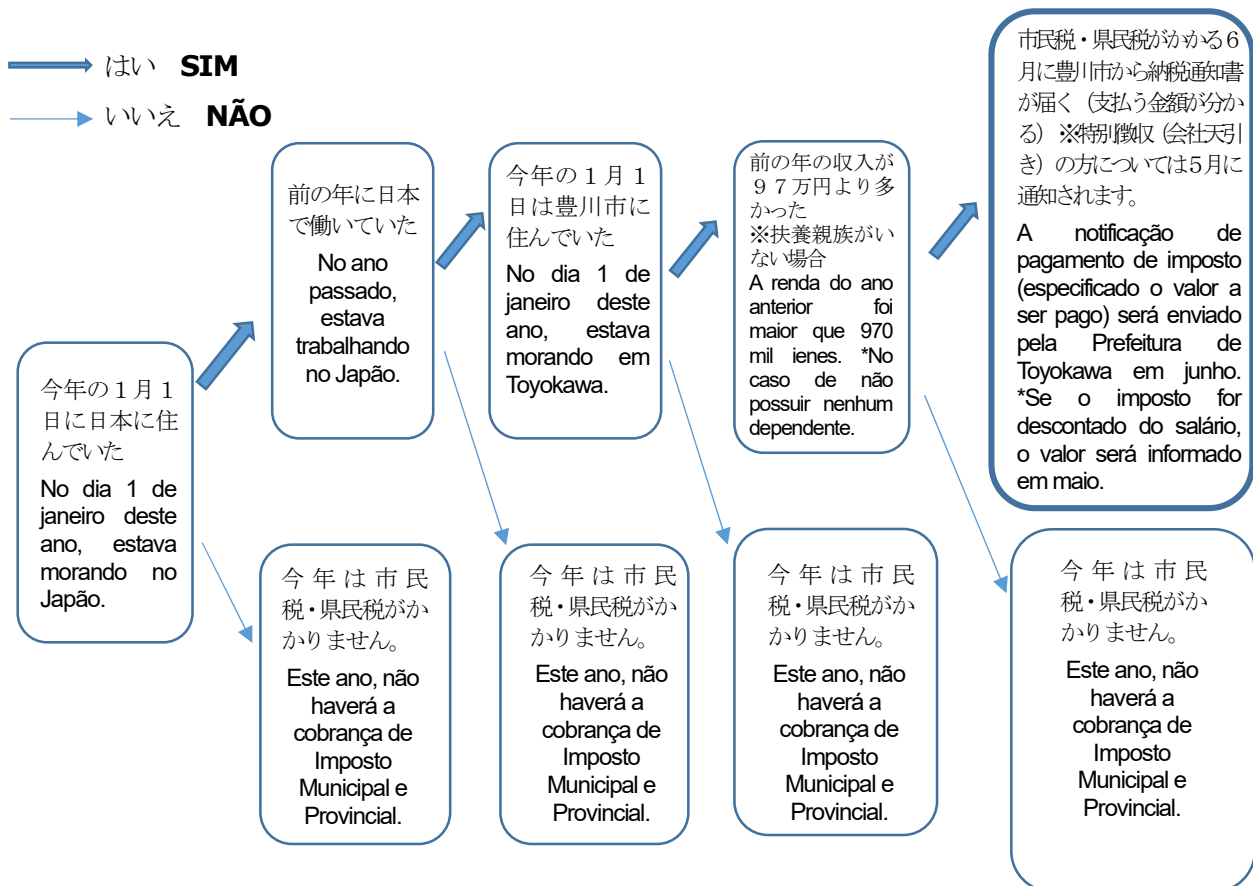 はい SIM
いいえ NÃO
今年の１月１
日に日本に住
んでいた
No dia 1 de
janeiro deste
ano, estava
morando no
Japão.
前の年に日本
で働いていた
No ano
passado,
estava
trabalhando
no Japão.
今年の１月１
日は豊川市に
住んでいた
No dia 1 de
janeiro deste
ano, estava
morando em
Toyokawa.
前の年の収入が
９７万円より多
かった
※扶養親族がい
ない場合
A renda do ano
anterior foi
maior que 970
mil ienes. *No
caso de não
possuir nenhum
dependente.
市民税・県民税がかかる６
月に豊川市から納税通知書
が届く（支払う金額が分か
る）※特別徴収（会社天引
き）の方については５月に
通知されます。
A notificação de
pagamento de imposto
(especificado o valor a
ser pago) será enviado
pela Prefeitura de
Toyokawa em junho.
*Se o imposto for
descontado do salário,
o valor será informado
em maio.
今年は市民
税・県民税がか
かりません。
Este ano, não
haverá a
cobrança de
Imposto
Municipal e
Provincial.
今年は市民
税・県民税がか
かりません。
Este ano, não
haverá a
cobrança de
Imposto
Municipal e
Provincial.
今年は市民
税・県民税がか
かりません。
Este ano, não
haverá a
cobrança de
Imposto
Municipal e
Provincial.
今年は市民
税・県民税がか
かりません。
Este ano, não
haverá a
cobrança de
Imposto
Municipal e
Provincial.